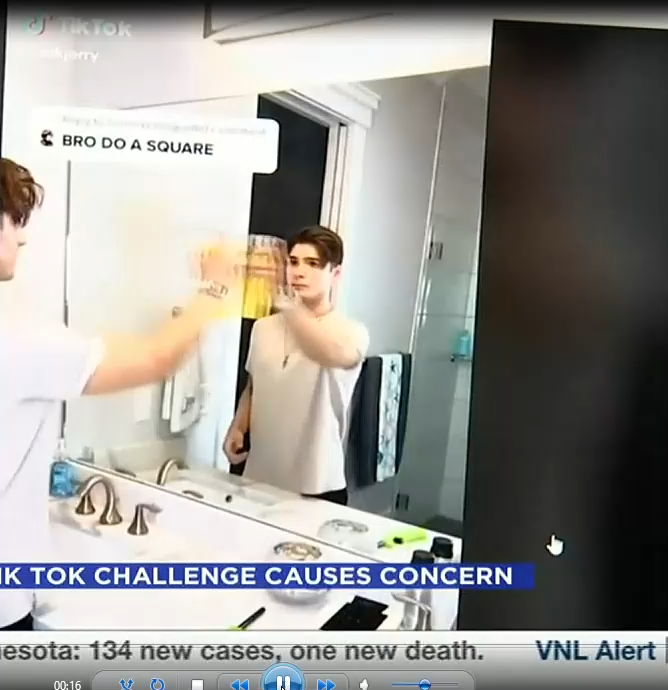 TikTok
BRO DO A SQUARE
IK TOK CHALLENGE CAUSES CONCERN
esota: 134 new cases, one new death. VNL Alert
00:16